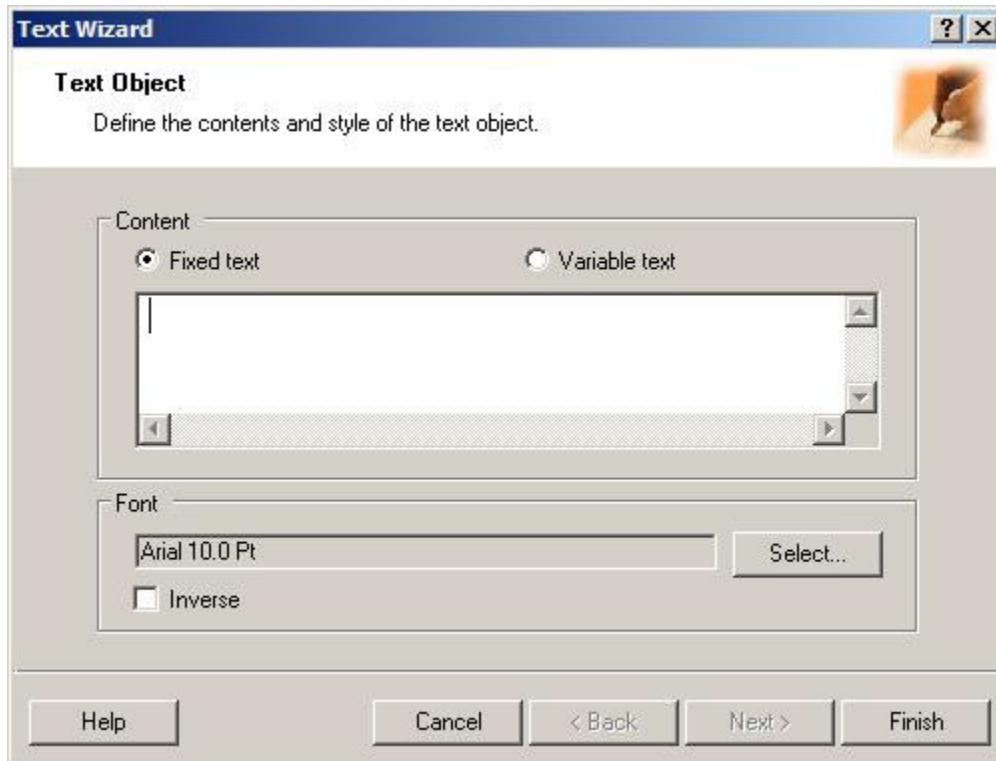 Text Wizard
Text Object
Define the contents and style of the text object.
Content
Fixed text Variable text
Font
Arial 10.0 Pt Select...
Inverse
Help Cancel < Back Next > Finish